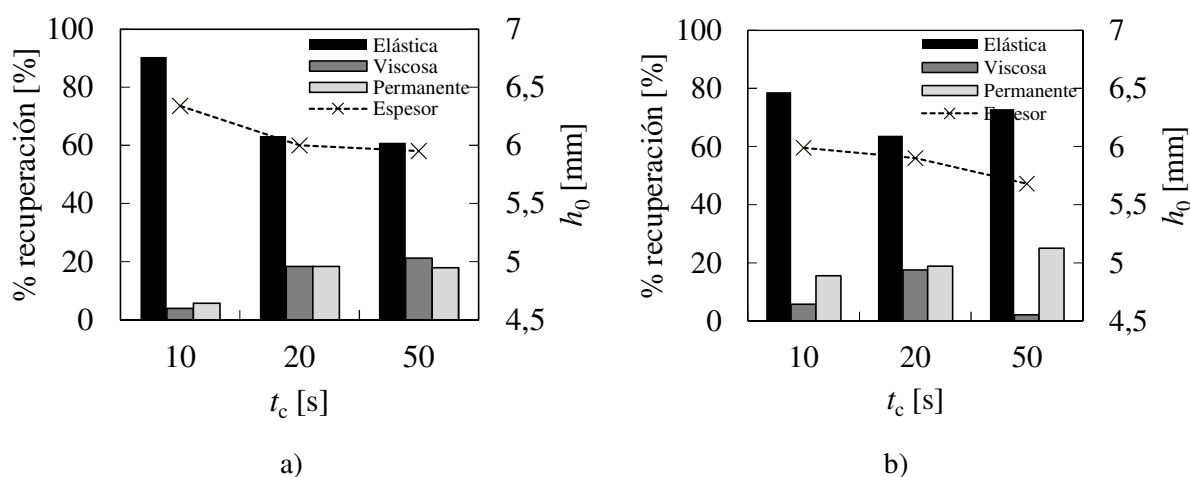 100
80
60
40
20
0
% recuperación [%]
Elástica
Viscosa
Permanente
Espesor
7
6,5
6
5,5
5
4,5
h0 [mm]
10 20 50
tc [s]
a)
100
80
60
40
20
0
% recuperación [%]
Elástica
Viscosa
Permanente
Espesor
7
6,5
6
5,5
5
4,5
h0 [mm]
10 20 50
tc [s]
b)